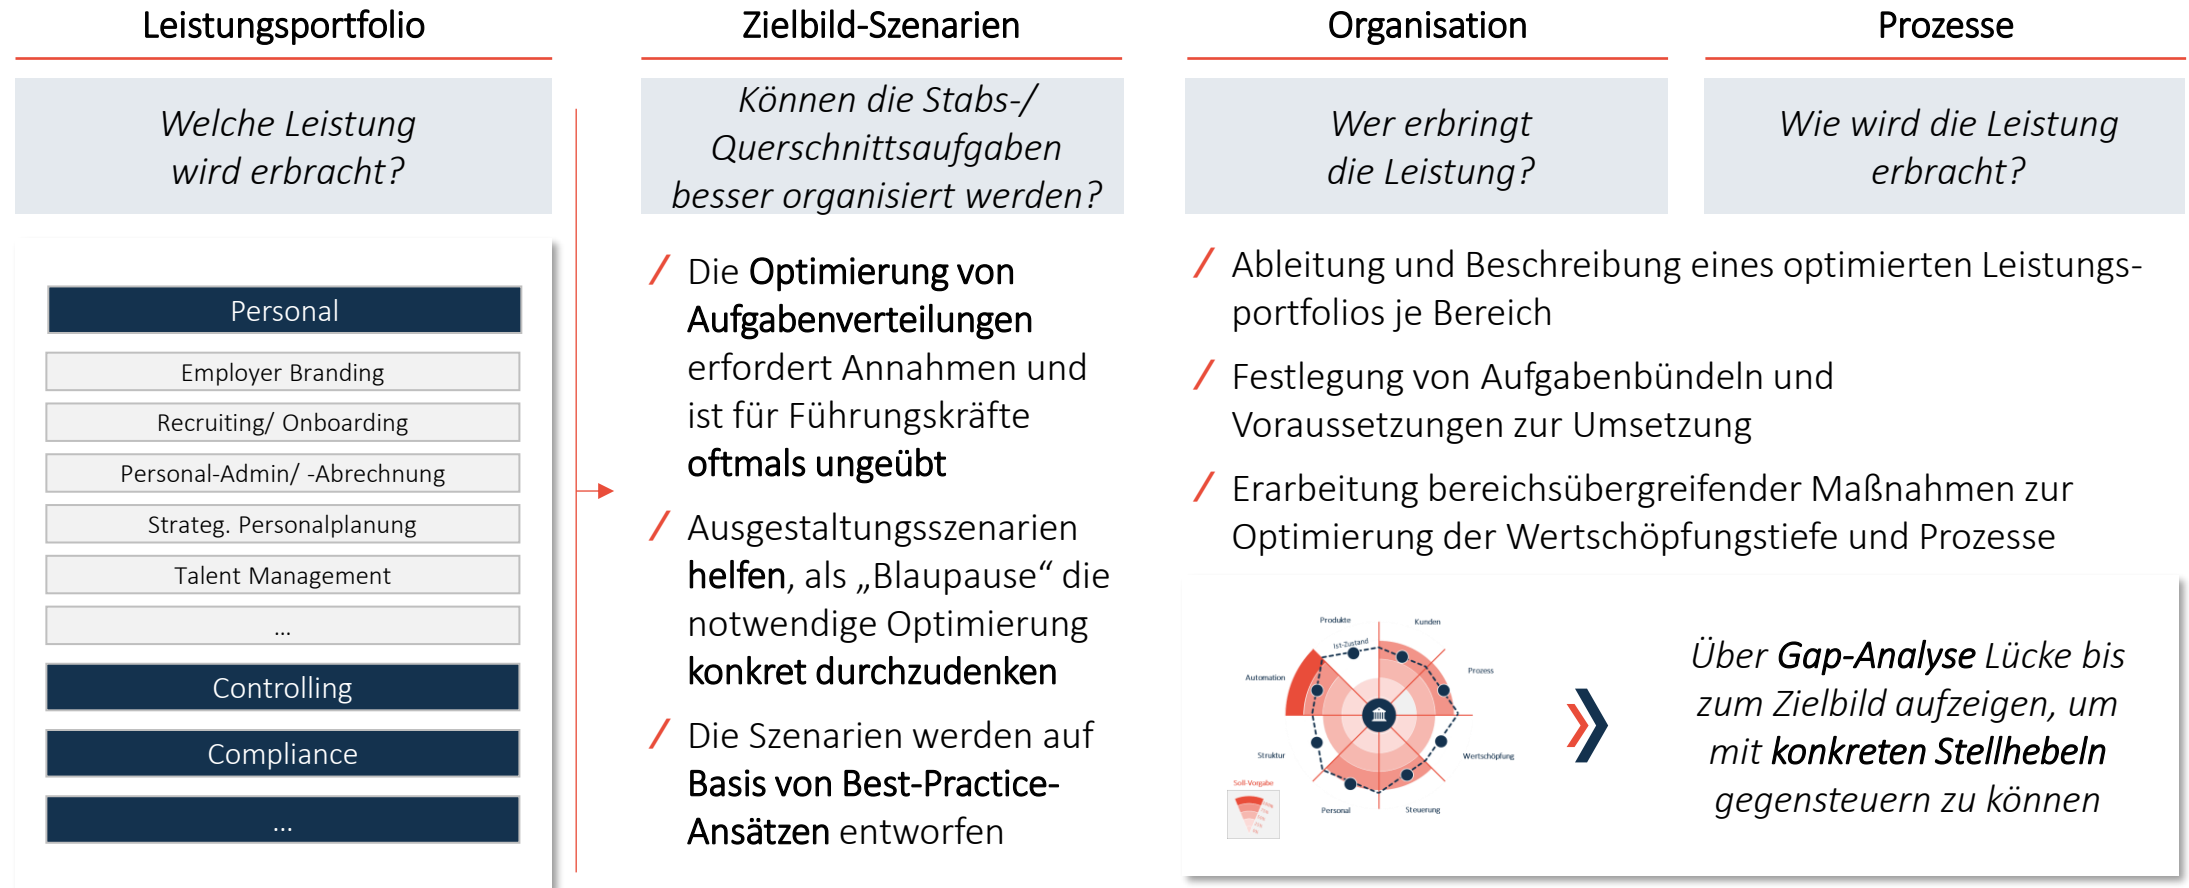 Leistungsportfolio
Welche Leistung
wird erbracht?
Personal
Employer Branding
Recruiting/ Onboarding
Personal-Admin/ -Abrechnung
Strateg. Personalplanung
Talent Management
...
Controlling
Compliance
...
Zielbild-Szenarien
Können die Stabs-/
Querschnittsaufgaben
besser organisiert werden?
/ Die Optimierung von
Aufgabenverteilungen
erfordert Annahmen und
ist für Führungskräfte
oftmals ungeübt
/ Ausgestaltungsszenarien
helfen, als „Blaupause“ die
notwendige Optimierung
konkret durchzudenken
/ Die Szenarien werden auf
Basis von Best-Practice-
Ansätzen entworfen
Organisation
Wer erbringt
die Leistung?
Prozesse
Wie wird die Leistung
erbracht?
/ Ableitung und Beschreibung eines optimierten Leistungs-
portfolios je Bereich
/ Festlegung von Aufgabenbündeln und
Voraussetzungen zur Umsetzung
/ Erarbeitung bereichsübergreifender Maßnahmen zur
Optimierung der Wertschöpfungstiefe und Prozesse
Produkte
Kunden
Ist-Zustand
Prozess
Automation
Struktur
Wertschöpfung
Soll-Vorgabe
Personal
Steuerung
Über Gap-Analyse Lücke bis
zum Zielbild aufzeigen, um
mit konkreten Stellhebeln
gegensteuern zu können